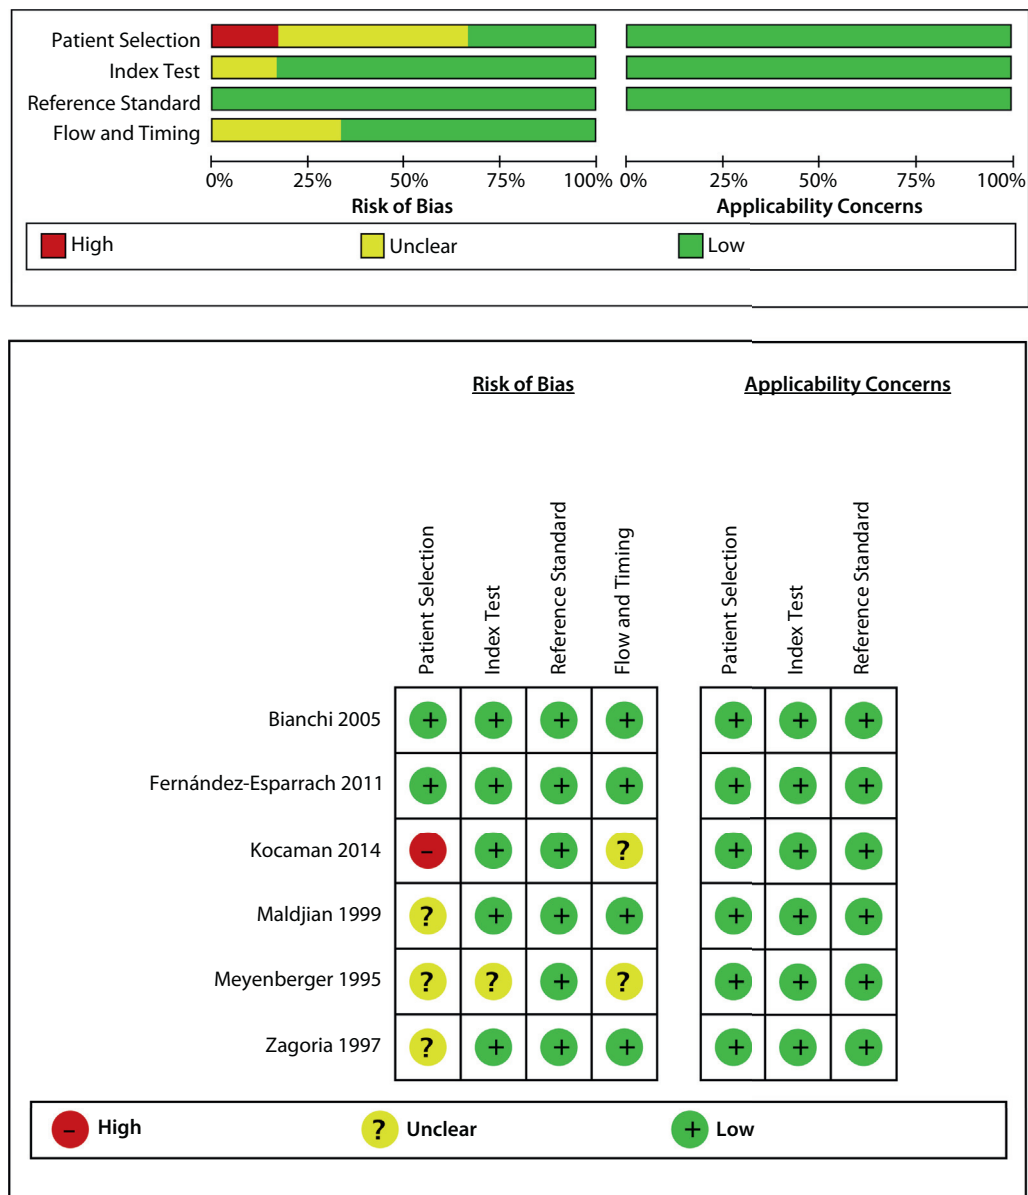 Patient Selection
Index Test
Reference Standard
Flow and Timing
0% 25% 50% 75% 100% 0% 25% 50% 75% 100%
Risk of Bias Applicability Concerns
High Unclear Low
Risk of Bias Applicability Concerns
Patient Selection
Index Test
Reference Standard
Flow and Timing
Patient Selection
Index Test
Reference Standard
Bianchi 2005 + + + + + + +
Fernández-Esparrach 2011 + + + + + + +
Kocaman 2014 – + + ? + + +
Maldjian 1999 ? + + + + + +
Meyenberger 1995 ? ? + ? + + +
Zagoria 1997 ? + + + + + +
– High ? Unclear + Low